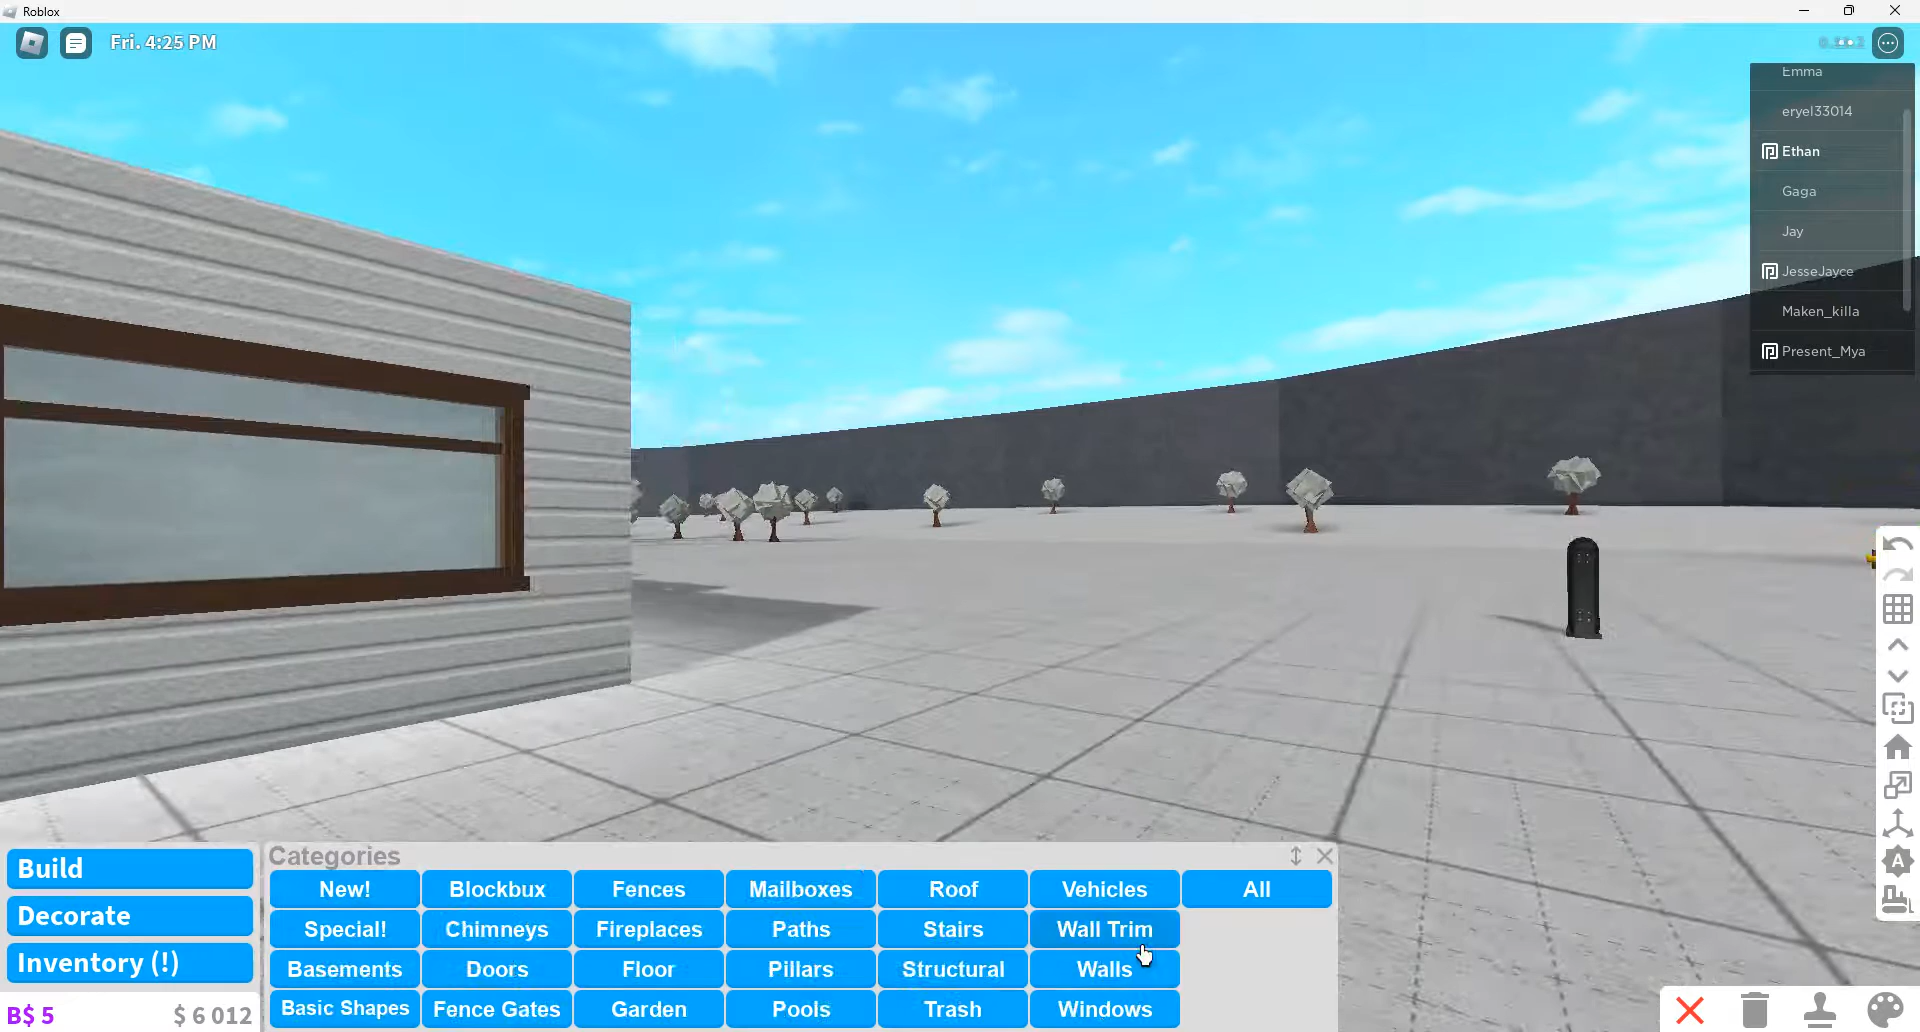 Roblox
Fri. 4:25 PM
Emma
eryel33014
Ethan
Gaga
Jay
JesseJayce
Maken_killa
Present_Mya
Categories
Build
Decorate
Inventory (!)
B$ 5 $ 6 012
New! Blockbux Fences Mailboxes Roof Vehicles All
Special! Chimneys Fireplaces Paths Stairs Wall Trim
Basements Doors Floor Pillars Structural Walls
Basic Shapes Fence Gates Garden Pools Trash Windows
A